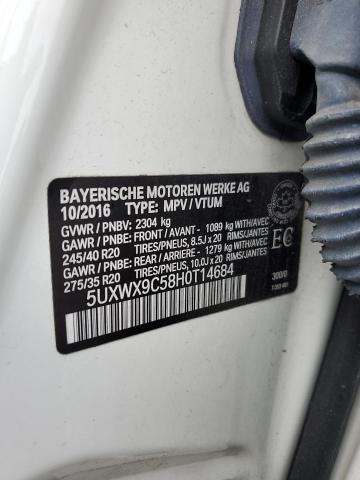 BAYERISCHE MOTOREN WERKE AG
10/2016 TYPE: MPV / VTUM
GVWR / PNBV: 2304 kg
GAWR / PNBE: FRONT / AVANT - 1089 kg WITH/AVEC
245/40 R20 TIRES/PNEUS, 8.5J x 20 RIMS/JANTES,
GAWR / PNBE: REAR / ARRIERE - 1279 kg WITH/AVEC
275/35 R20 TIRES/PNEUS, 10.0J x 20 RIMS/JANTES,
5UXWX9C58H0T14684
EC
300/0